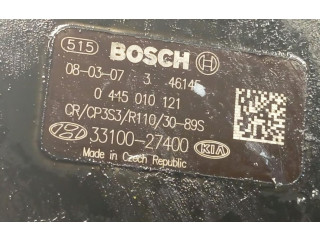 515 BOSCH
08-03-07 3 46145
0 445 010 121
CR/CP3S3/R110/30-89S
33100-27400 KIA
Made in Czech Republic